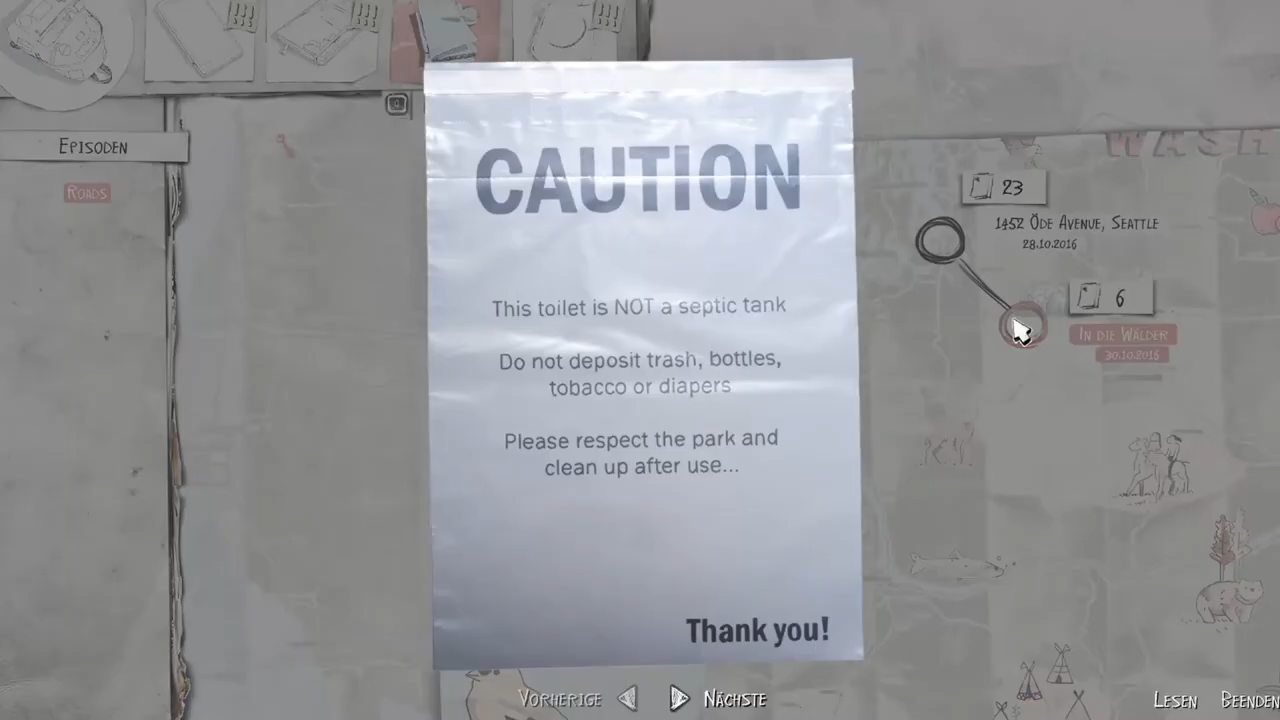 EPISODEN
ROADS
CAUTION
This toilet is NOT a septic tank
Do not deposit trash, bottles,
tobacco or diapers
Please respect the park and
clean up after use...
Thank you!
WASH
23
1452 ÖDE AVENUE, SEATTLE
28.10.2016
6
IN DIE WÄLDER
30.10.2016
VORHERIGE
NÄCHSTE
LESEN
BEENDEN